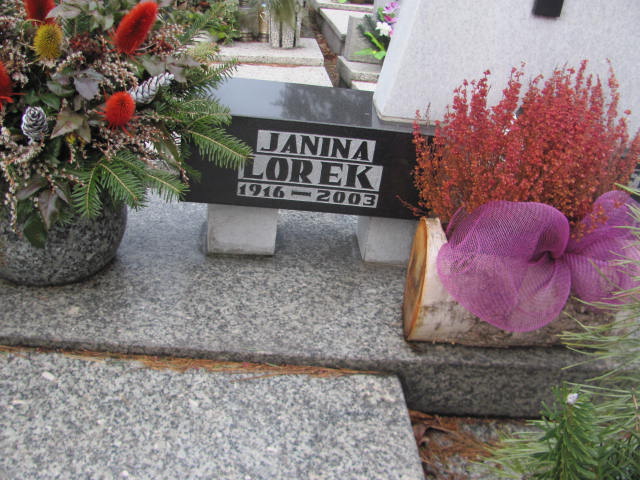 JANINA
LOREK
1916 — 2003